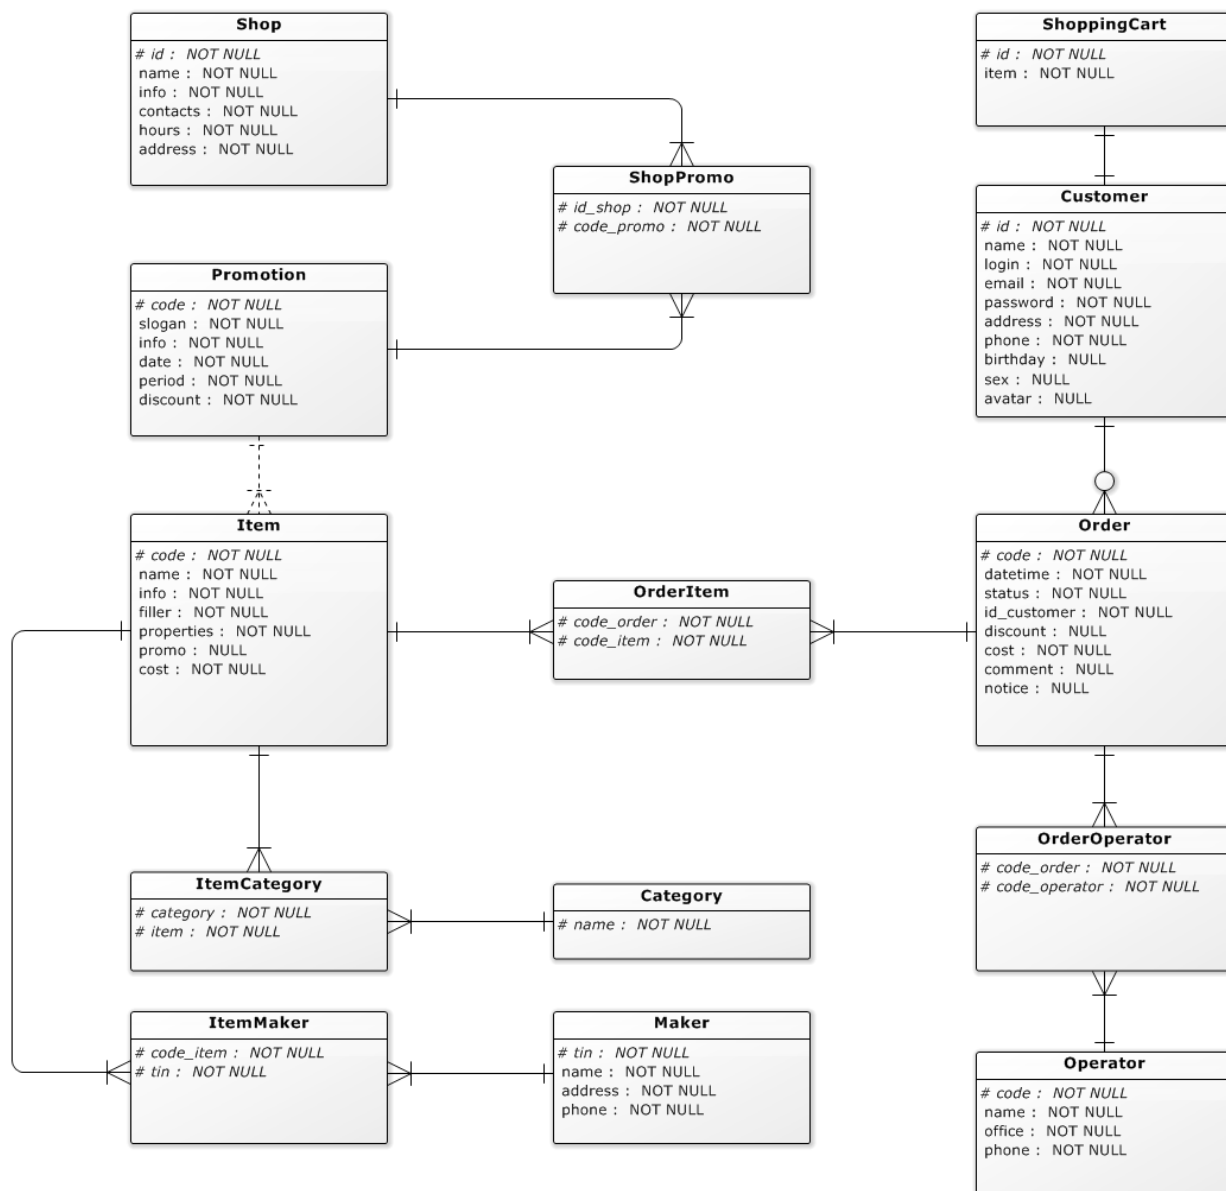 Shop
# id : NOT NULL
name : NOT NULL
info : NOT NULL
contacts : NOT NULL
hours : NOT NULL
address : NOT NULL
ShoppingCart
# id : NOT NULL
item : NOT NULL
ShopPromo
# id_shop : NOT NULL
# code_promo : NOT NULL
Customer
# id : NOT NULL
name : NOT NULL
login : NOT NULL
email : NOT NULL
password : NOT NULL
address : NOT NULL
phone : NOT NULL
birthday : NULL
sex : NULL
avatar : NULL
Promotion
# code : NOT NULL
slogan : NOT NULL
info : NOT NULL
date : NOT NULL
period : NOT NULL
discount : NOT NULL
Item
# code : NOT NULL
name : NOT NULL
info : NOT NULL
filler : NOT NULL
properties : NOT NULL
promo : NULL
cost : NOT NULL
OrderItem
# code_order : NOT NULL
# code_item : NOT NULL
Order
# code : NOT NULL
datetime : NOT NULL
status : NOT NULL
id_customer : NOT NULL
discount : NULL
cost : NOT NULL
comment : NULL
notice : NULL
OrderOperator
# code_order : NOT NULL
# code_operator : NOT NULL
ItemCategory
# category : NOT NULL
# item : NOT NULL
Category
# name : NOT NULL
ItemMaker
# code_item : NOT NULL
# tin : NOT NULL
Maker
# tin : NOT NULL
name : NOT NULL
address : NOT NULL
phone : NOT NULL
Operator
# code : NOT NULL
name : NOT NULL
office : NOT NULL
phone : NOT NULL